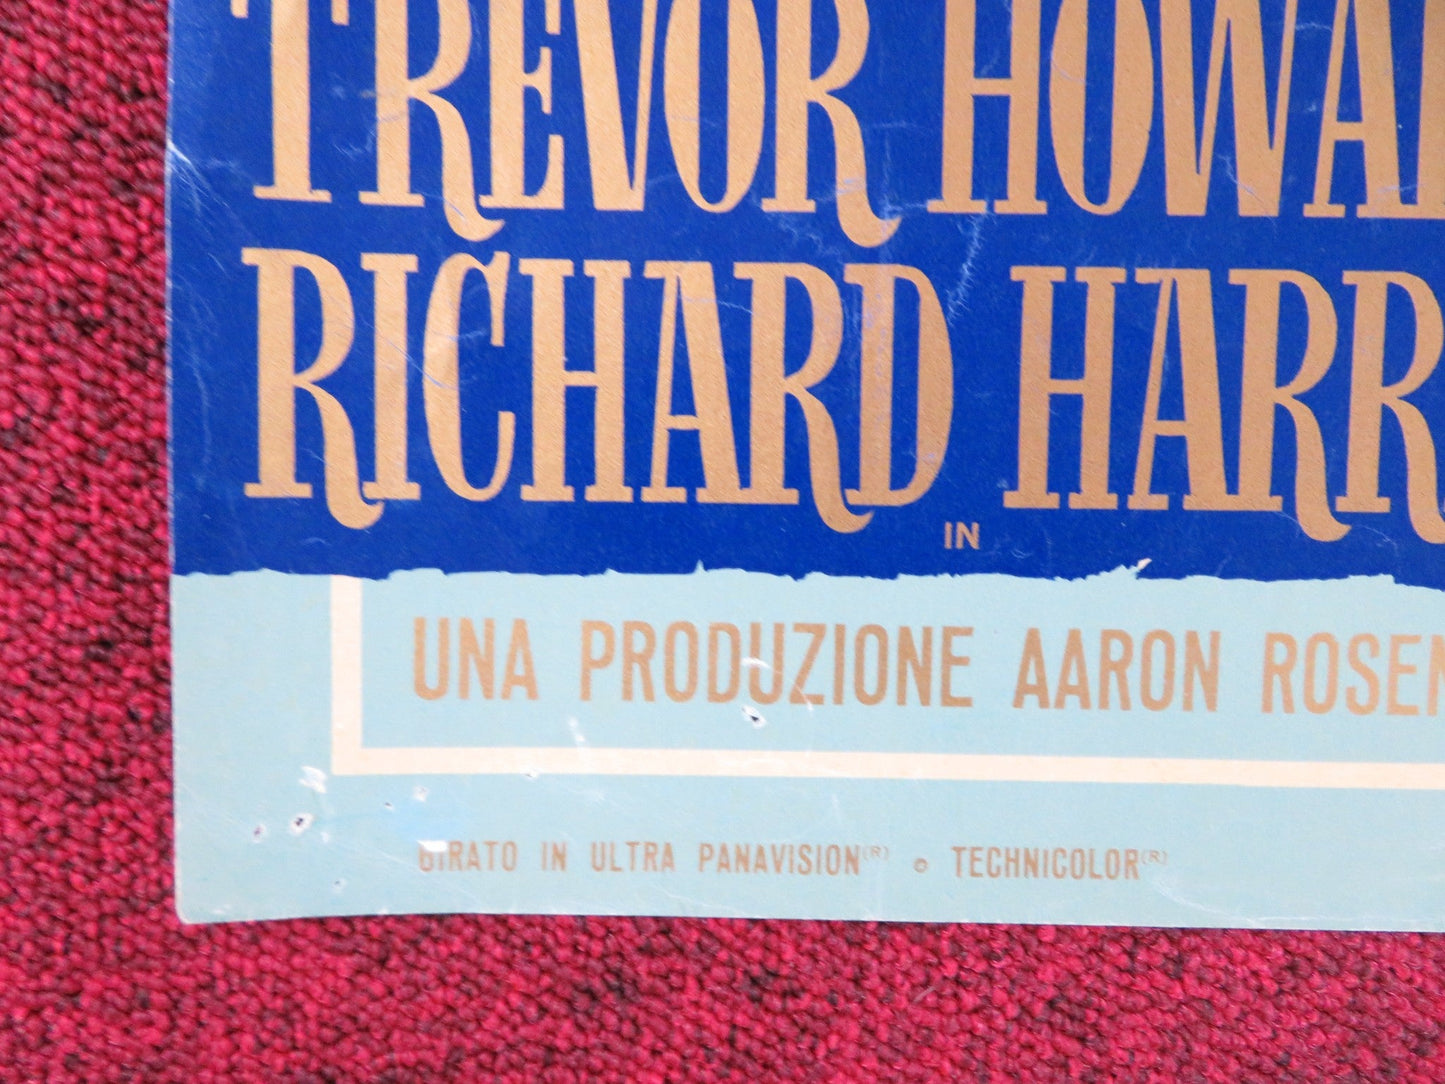 TREVOR HOWA
RICHARD HARR
IN
UNA PRODUZIONE AARON ROSEN
GIRATO IN ULTRA PANAVISION(R) • TECHNICOLOR(R)